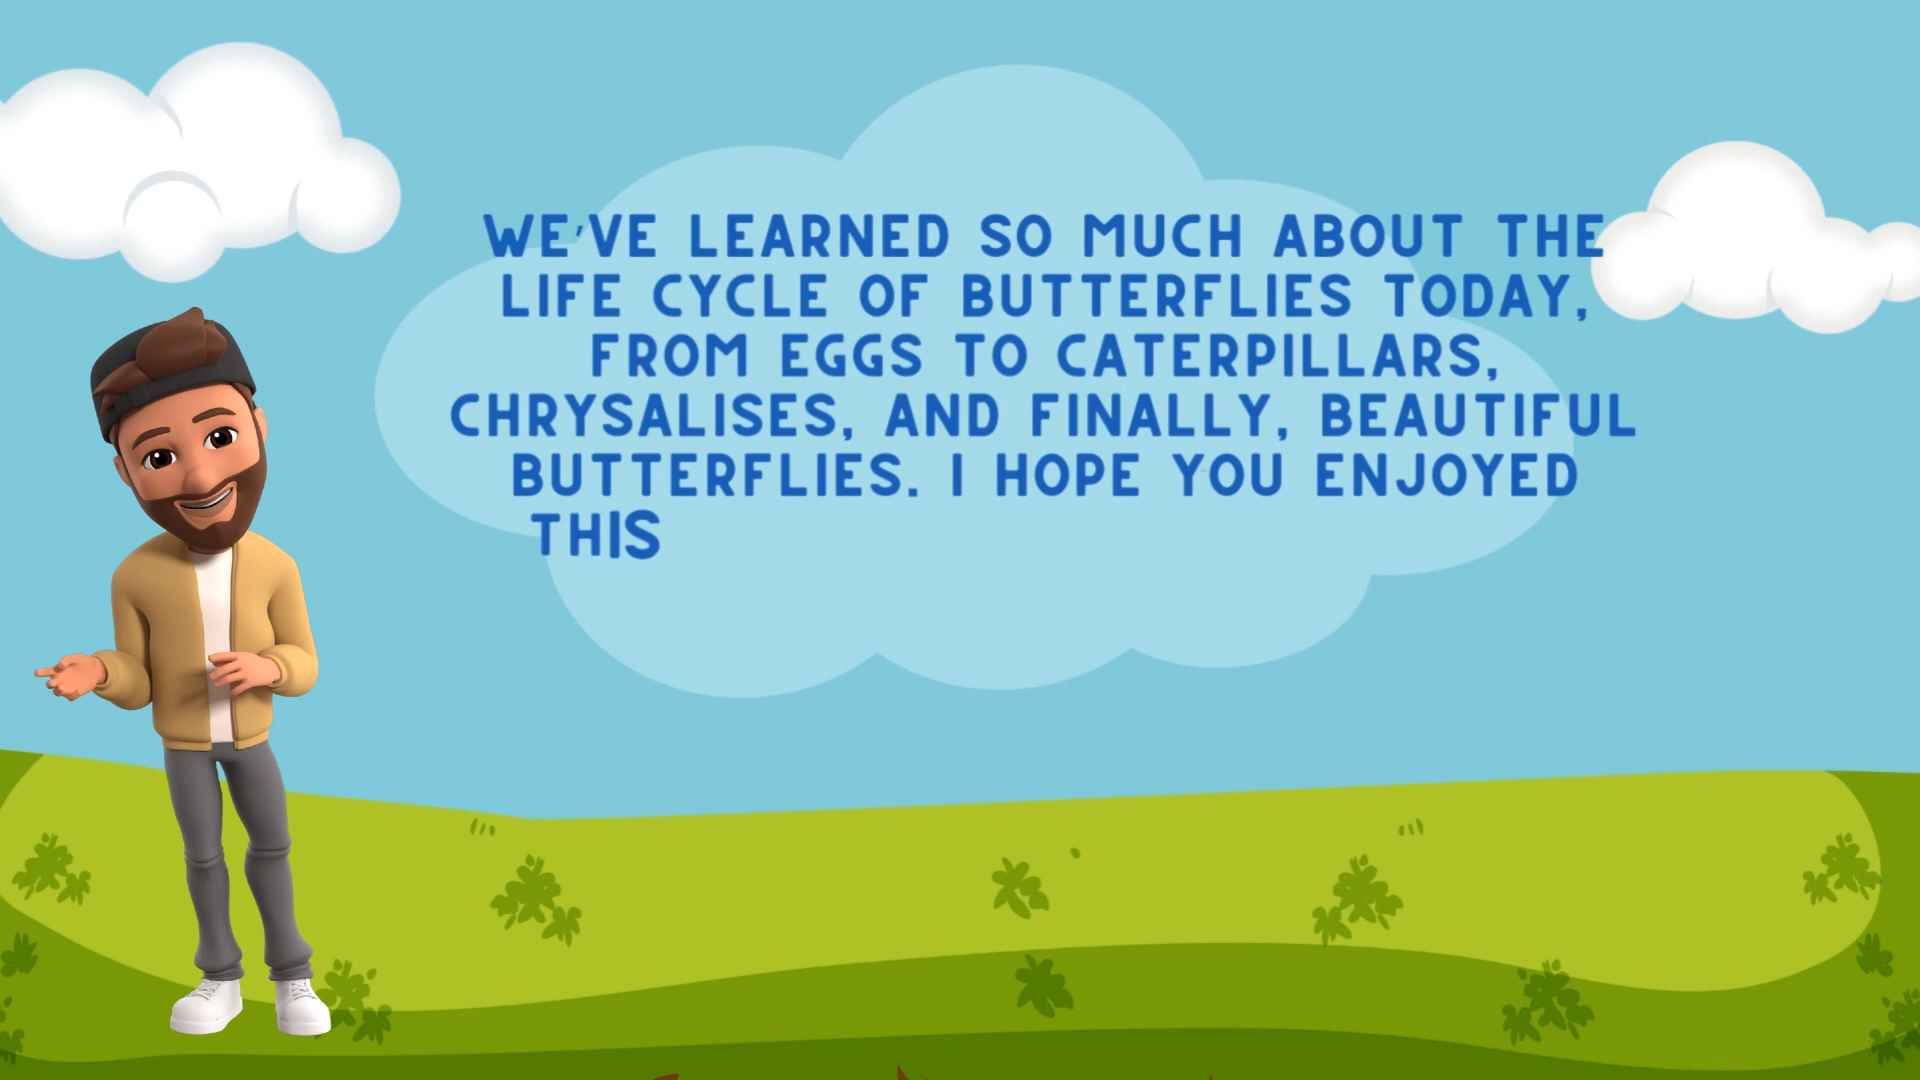 WE'VE LEARNED SO MUCH ABOUT THE
LIFE CYCLE OF BUTTERFLIES TODAY,
FROM EGGS TO CATERPILLARS,
CHRYSALISES, AND FINALLY, BEAUTIFUL
BUTTERFLIES. I HOPE YOU ENJOYED
THIS